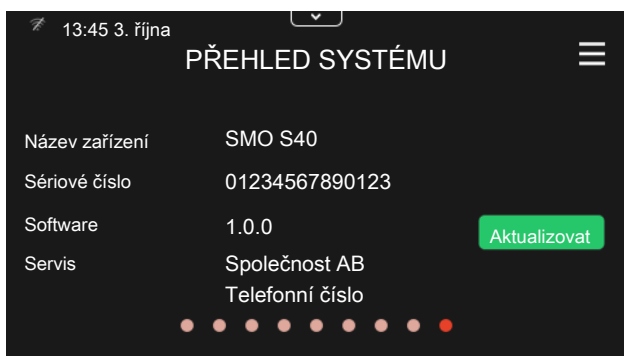 13:45 3. října
PŘEHLED SYSTÉMU
Název zařízení SMO S40
Sériové číslo 01234567890123
Software 1.0.0 Aktualizovat
Servis Společnost AB
Telefonní číslo